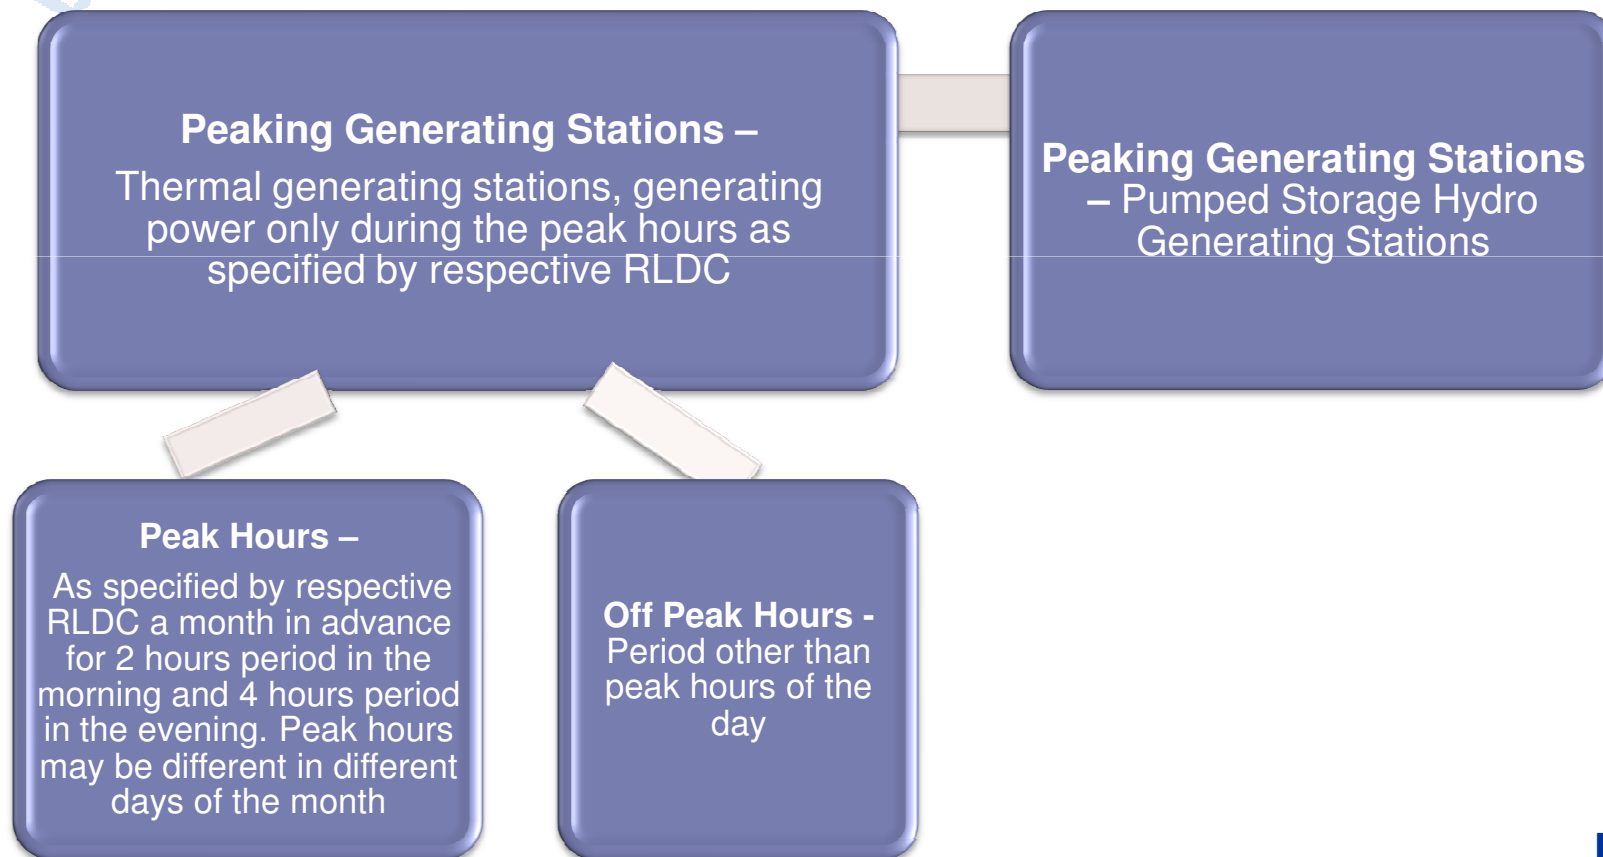 Peaking Generating Stations –
Thermal generating stations, generating
power only during the peak hours as
specified by respective RLDC
Peaking Generating Stations
– Pumped Storage Hydro
Generating Stations
Peak Hours –
As specified by respective
RLDC a month in advance
for 2 hours period in the
morning and 4 hours period
in the evening. Peak hours
may be different in different
days of the month
Off Peak Hours -
Period other than
peak hours of the
day